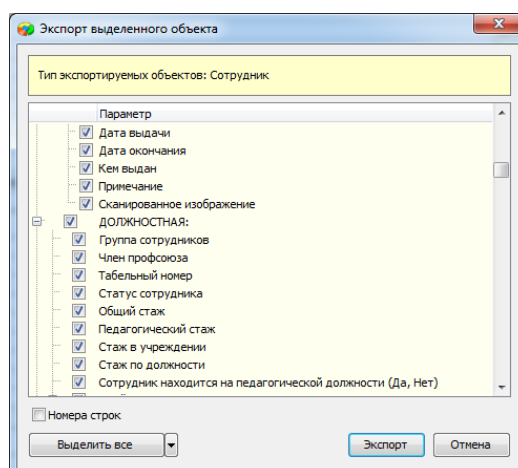 Экспорт выделенного объекта
Тип экспортируемых объектов: Сотрудник
Параметр
Дата выдачи
Дата окончания
Кем выдан
Примечание
Сканированное изображение
ДОЛЖНОСТНАЯ:
Группа сотрудников
Член профсоюза
Табельный номер
Статус сотрудника
Общий стаж
Педагогический стаж
Стаж в учреждении
Стаж по должности
Сотрудник находится на педагогической должности (Да, Нет)
Номера строк
Выделить все Экспорт Отмена